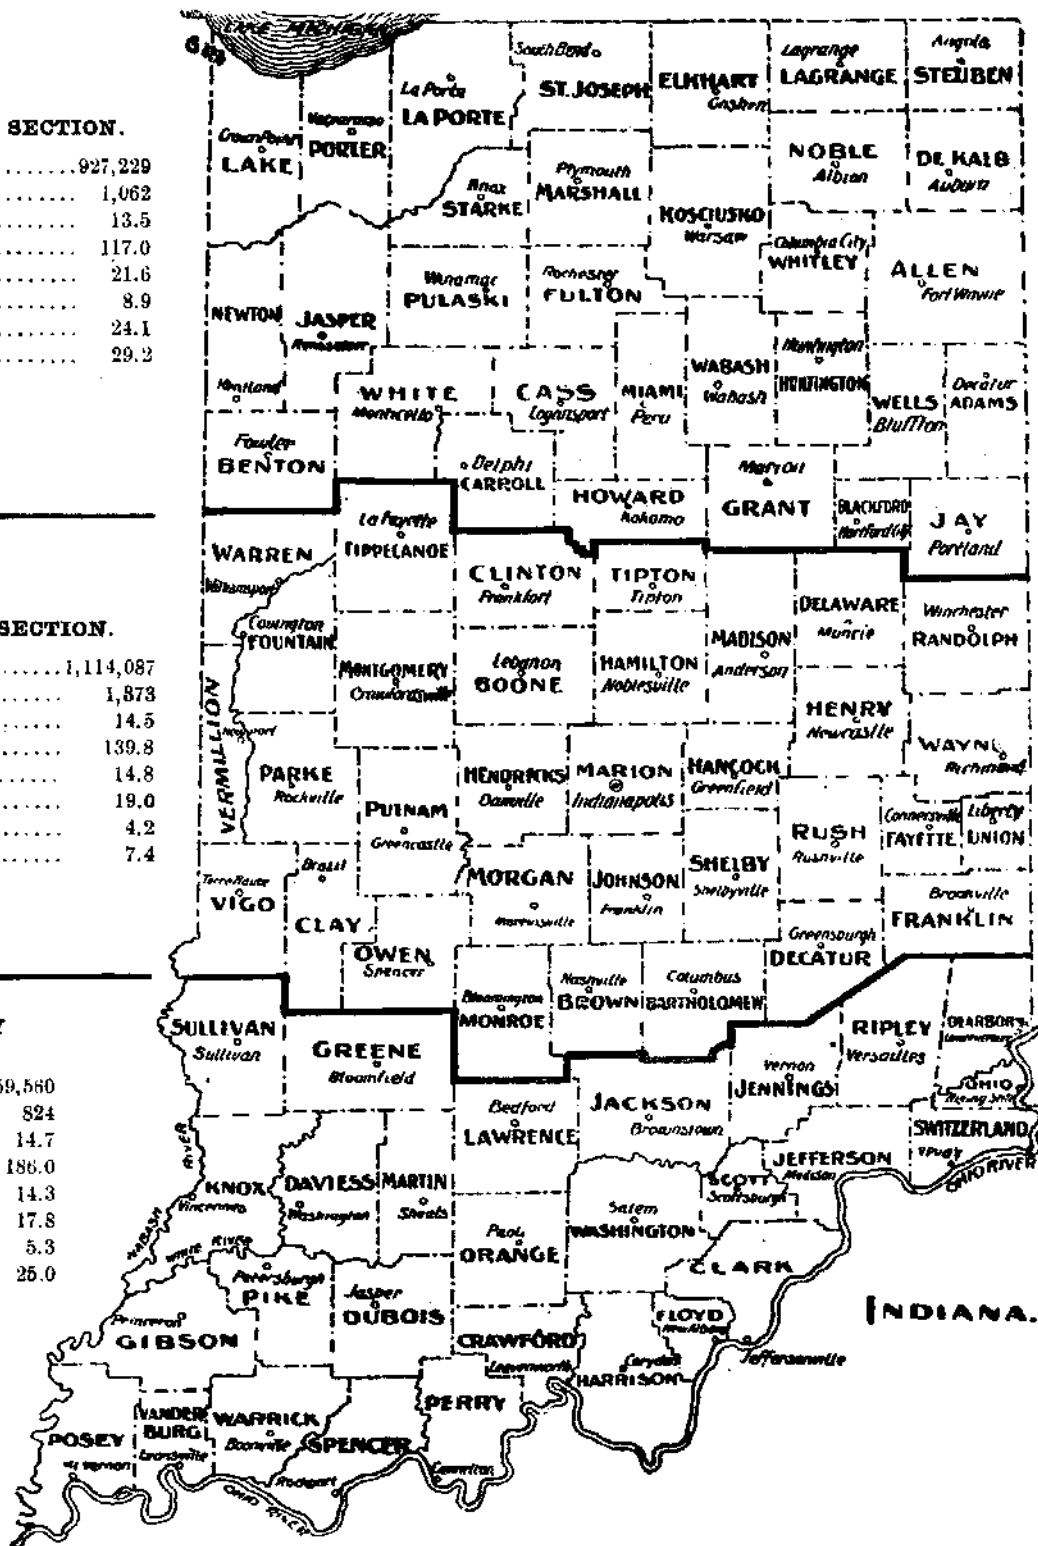 LAKE MICHIGAN
SECTION.
........927,229
........ 1,062
........ 13.5
........ 117.0
........ 21.6
........ 8.9
........ 24.1
........ 29.2
SECTION.
......1,114,087
...... 1,873
...... 14.5
...... 139.8
...... 14.8
...... 19.0
...... 4.2
...... 7.4
59,560
824
14.7
186.0
14.3
17.8
5.3
25.0
Crown Point
LAKE
PORTER
La Porte
LA PORTE
South Bend
ST. JOSEPH
ELKHART
Goshen
Lagrange
LAGRANGE
Angola
STEUBEN
NOBLE
Albion
DE KALB
Auburn
Knox
STARKE
Plymouth
MARSHALL
KOSCIUSKO
Warsaw
Columbia City
WHITLEY
ALLEN
Fort Wayne
NEWTON
Kentland
JASPER
Rensselaer
Winamac
PULASKI
Rochester
FULTON
WHITE
Monticello
CASS
Logansport
MIAMI
Peru
WABASH
Wabash
Huntington
HUNTINGTON
WELLS
Bluffton
Decatur
ADAMS
Fowler
BENTON
Delphi
CARROLL
HOWARD
Kokomo
Marion
GRANT
BLACKFORD
Hartford City
JAY
Portland
WARREN
Williamsport
La Fayette
TIPPECANOE
CLINTON
Frankfort
TIPTON
Tipton
MADISON
Anderson
DELAWARE
Muncie
Winchester
RANDOLPH
Covington
FOUNTAIN
MONTGOMERY
Crawfordsville
Lebanon
BOONE
HAMILTON
Noblesville
HENRY
Newcastle
WAYNE
Richmond
VERMILLION
Newport
PARKE
Rockville
PUTNAM
Greencastle
HENDRICKS
Danville
MARION
Indianapolis
HANCOCK
Greenfield
RUSH
Rushville
Connersville
FAYETTE
Liberty
UNION
Terre Haute
VIGO
Brazil
CLAY
OWEN
Spencer
MORGAN
Martinsville
JOHNSON
Franklin
SHELBY
Shelbyville
Greensburgh
DECATUR
Brookville
FRANKLIN
SULLIVAN
Sullivan
GREENE
Bloomfield
Bloomington
MONROE
Nashville
BROWN
Columbus
BARTHOLOMEW
Vernon
JENNINGS
RIPLEY
Versailles
DEARBORN
OHIO
Rising Sun
SWITZERLAND
Vevay
OHIO RIVER
KNOX
Vincennes
WABASH RIVER
WHITE RIVER
DAVIESS
Washington
MARTIN
Shoals
Bedford
LAWRENCE
JACKSON
Brownstown
SCOTT
Scottsburgh
JEFFERSON
Madison
Paoli
ORANGE
Salem
WASHINGTON
CLARK
Jeffersonville
Princeton
GIBSON
Petersburgh
PIKE
Jasper
DUBOIS
CRAWFORD
Leavenworth
FLOYD
New Albany
Corydon
HARRISON
INDIANA.
POSEY
Mt Vernon
VANDER
BURG
Evansville
WARRICK
Boonville
SPENCER
Rockport
PERRY
Cannelton
OHIO RIVER